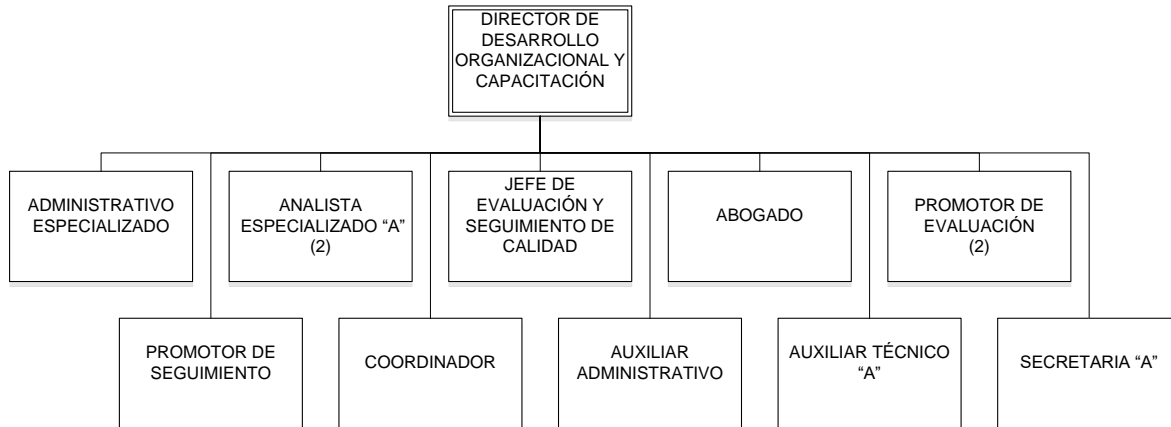 DIRECTOR DE
DESARROLLO
ORGANIZACIONAL Y
CAPACITACIÓN
ADMINISTRATIVO
ESPECIALIZADO
ANALISTA
ESPECIALIZADO “A”
(2)
JEFE DE
EVALUACIÓN Y
SEGUIMIENTO DE
CALIDAD
ABOGADO
PROMOTOR DE
EVALUACIÓN
(2)
PROMOTOR DE
SEGUIMIENTO
COORDINADOR
AUXILIAR
ADMINISTRATIVO
AUXILIAR TÉCNICO
“A”
SECRETARIA “A”